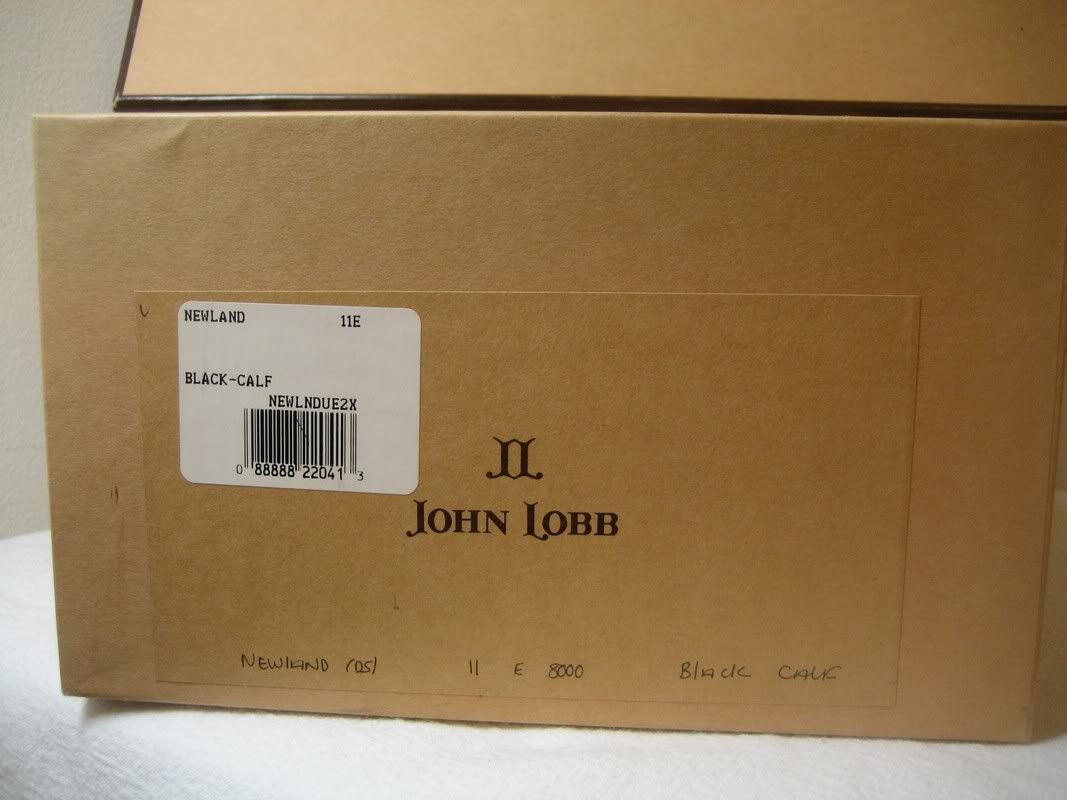 NEWLAND 11E
BLACK-CALF
NEWLNDUE2X
0 88888 22041 3
JL
JOHN LOBB
NEWLAND (DS) 11 E 8000 BLACK CALF